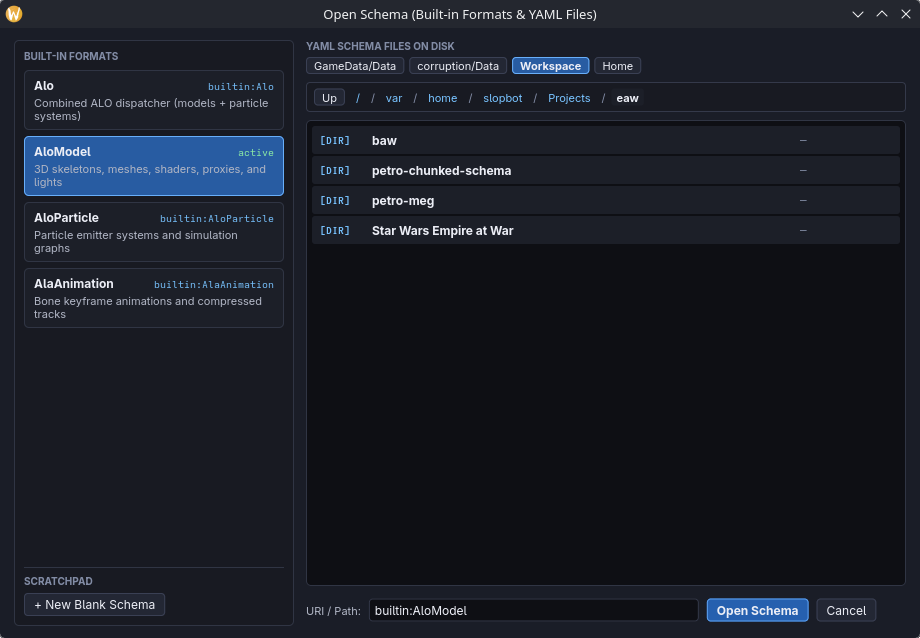 W
Open Schema (Built-in Formats & YAML Files)
BUILT-IN FORMATS
Alo builtin:Alo
Combined ALO dispatcher (models + particle
systems)
AloModel active
3D skeletons, meshes, shaders, proxies, and
lights
AloParticle builtin:AloParticle
Particle emitter systems and simulation
graphs
AlaAnimation builtin:AlaAnimation
Bone keyframe animations and compressed
tracks
SCRATCHPAD
+ New Blank Schema
YAML SCHEMA FILES ON DISK
GameData/Data corruption/Data Workspace Home
Up / / var / home / slopbot / Projects / eaw
[DIR] baw —
[DIR] petro-chunked-schema —
[DIR] petro-meg —
[DIR] Star Wars Empire at War —
URI / Path: builtin:AloModel Open Schema Cancel